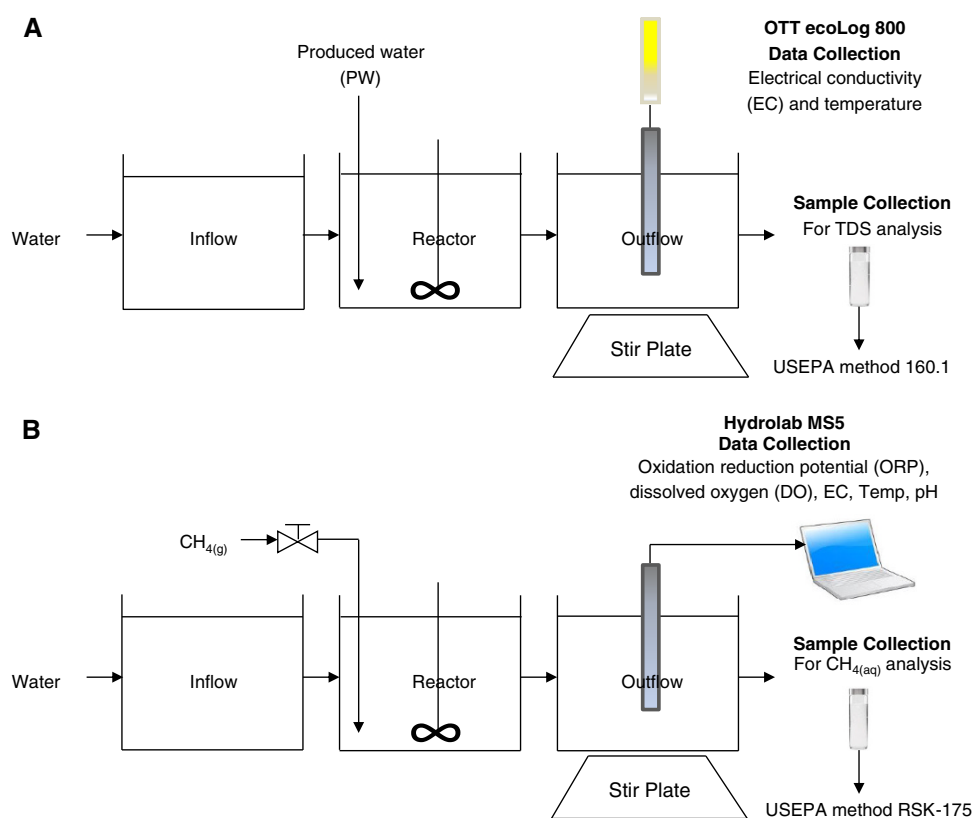 A
Produced water
(PW)
OTT ecoLog 800
Data Collection
Electrical conductivity
(EC) and temperature
Water
Inflow
Reactor
Outflow
Sample Collection
For TDS analysis
Stir Plate
USEPA method 160.1
B
Hydrolab MS5
Data Collection
Oxidation reduction potential (ORP),
dissolved oxygen (DO), EC, Temp, pH
CH4(g)
Water
Inflow
Reactor
Outflow
Sample Collection
For CH4(aq) analysis
Stir Plate
USEPA method RSK-175